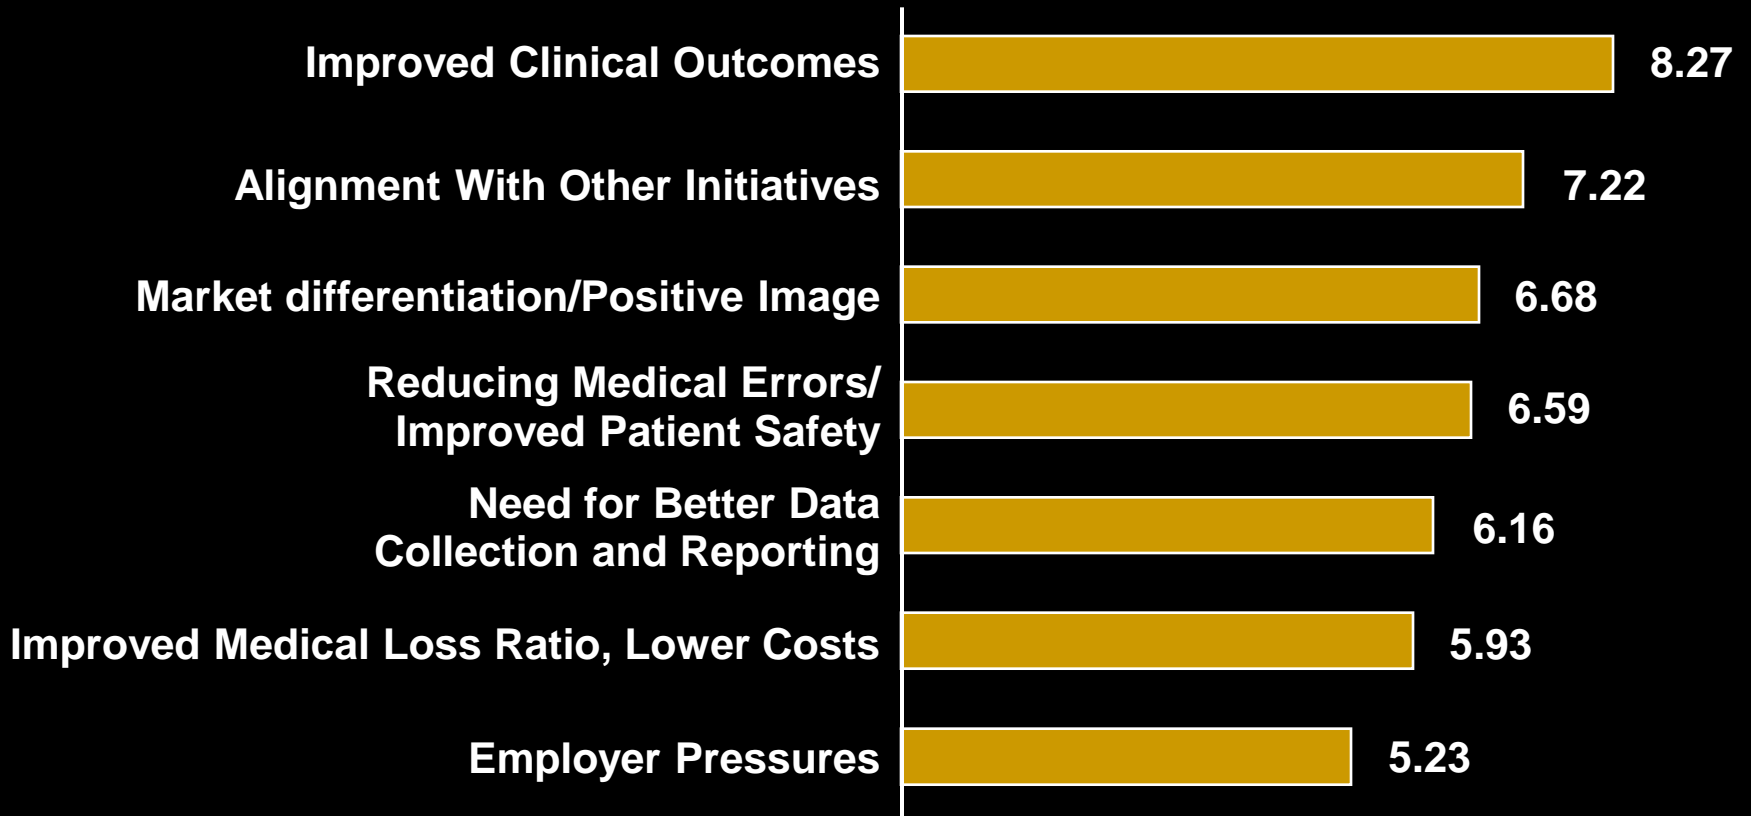 Improved Clinical Outcomes 8.27
Alignment With Other Initiatives 7.22
Market differentiation/Positive Image 6.68
Reducing Medical Errors/
Improved Patient Safety 6.59
Need for Better Data
Collection and Reporting 6.16
Improved Medical Loss Ratio, Lower Costs 5.93
Employer Pressures 5.23